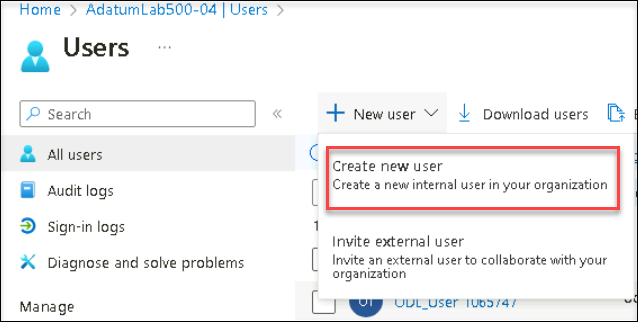 Home > AdatumLab500-04 | Users >
Users ...
Search
«
+ New user
Download users
All users
Audit logs
Sign-in logs
Diagnose and solve problems
Manage
Create new user
Create a new internal user in your organization
Invite external user
Invite an external user to collaborate with your
organization
ODL_User 1065747